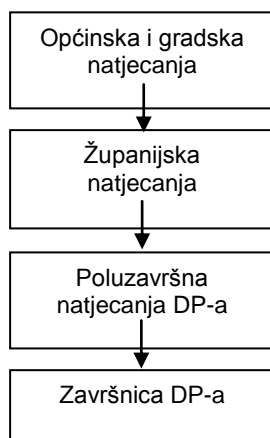 Općinska i gradska
natjecanja
Županijska
natjecanja
Poluzavršna
natjecanja DP-a
Završnica DP-a